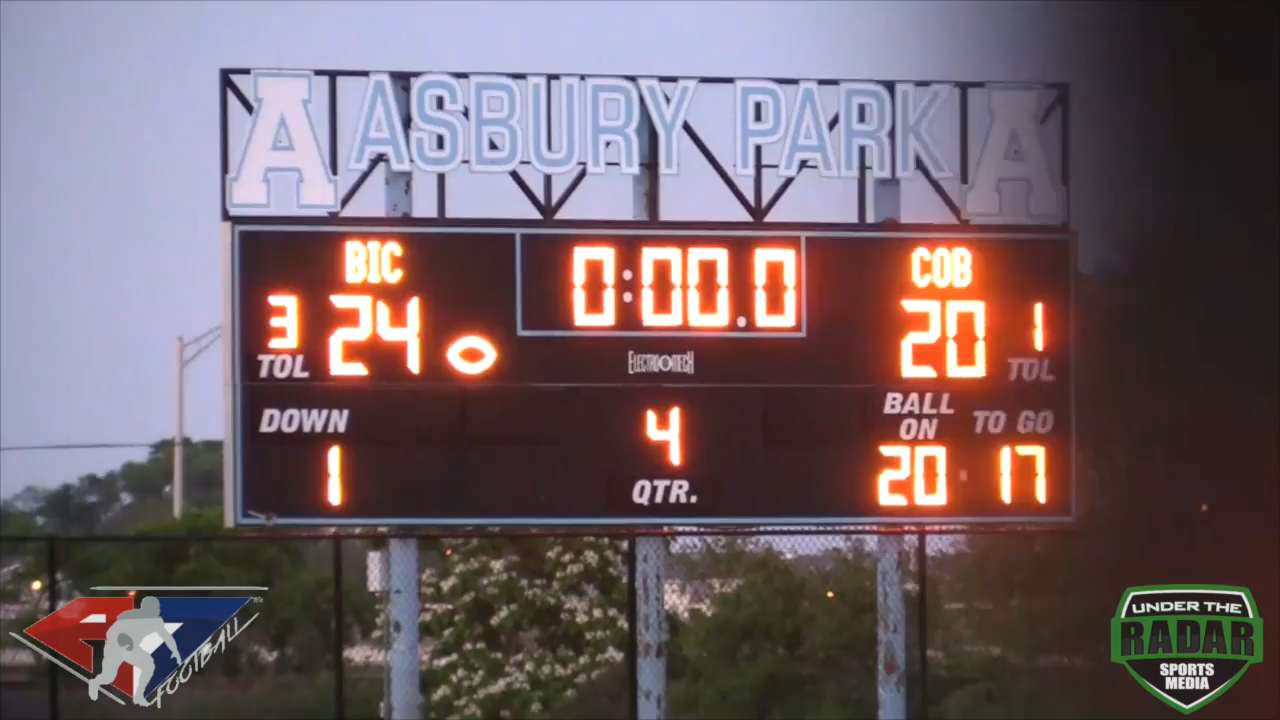 A ASBURY PARK A
BIC 0:00.0 COB
3 24 20 1
TOL ELECTRO-MECH TOL
DOWN 4 BALL ON TO GO
1 QTR. 20 17
FOOTBALL
UNDER THE
RADAR
SPORTS
MEDIA